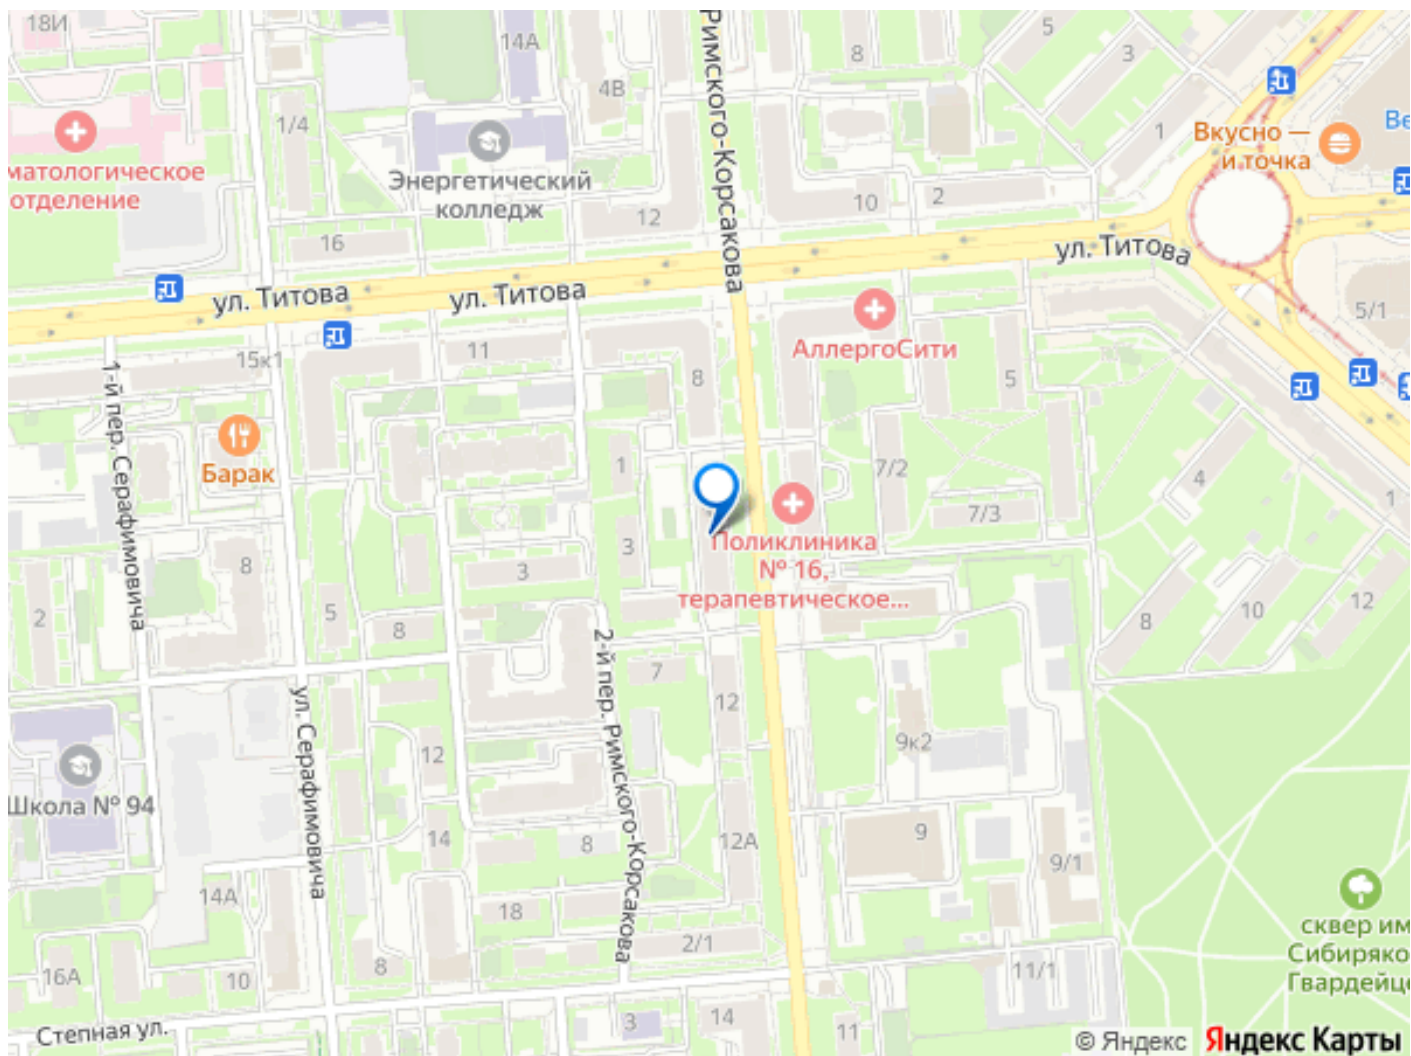 18И
14А
Римского-Корсакова
8
5
3
4В
1/4
1
Вкусно —
и точка
Ве
матологическое
отделение
Энергетический
колледж
12
10
2
16
ул. Титова
ул. Титова
ул. Титова
5/1
АллергоСити
15к1
11
8
5
1-й пер. Серафимовича
Барак
1
7/2
4
1
7/3
Поликлиника
№ 16,
терапевтическое...
3
3
8
2
5
8
8
10
12
2-й пер. Римского-Корсакова
7
12
ул. Серафимовича
12
9к2
Школа № 94
14
8
12А
9
9/1
14А
18
2/1
сквер им
Сибиряко
Гвардейце
16А
10
8
11/1
Степная ул.
3
14
11
© Яндекс Яндекс Карты